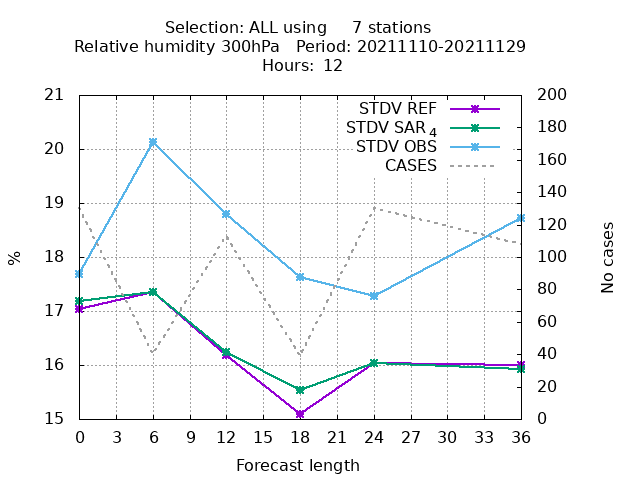 Selection: ALL using     7 stations
Relative humidity 300hPa   Period: 20211110-20211129
Hours:  12
STDV REF
STDV SAR4
STDV OBS
CASES
21
20
19
18
17
16
15
200
180
160
140
120
100
80
60
40
20
0
%
No cases
0 3 6 9 12 15 18 21 24 27 30 33 36
Forecast length